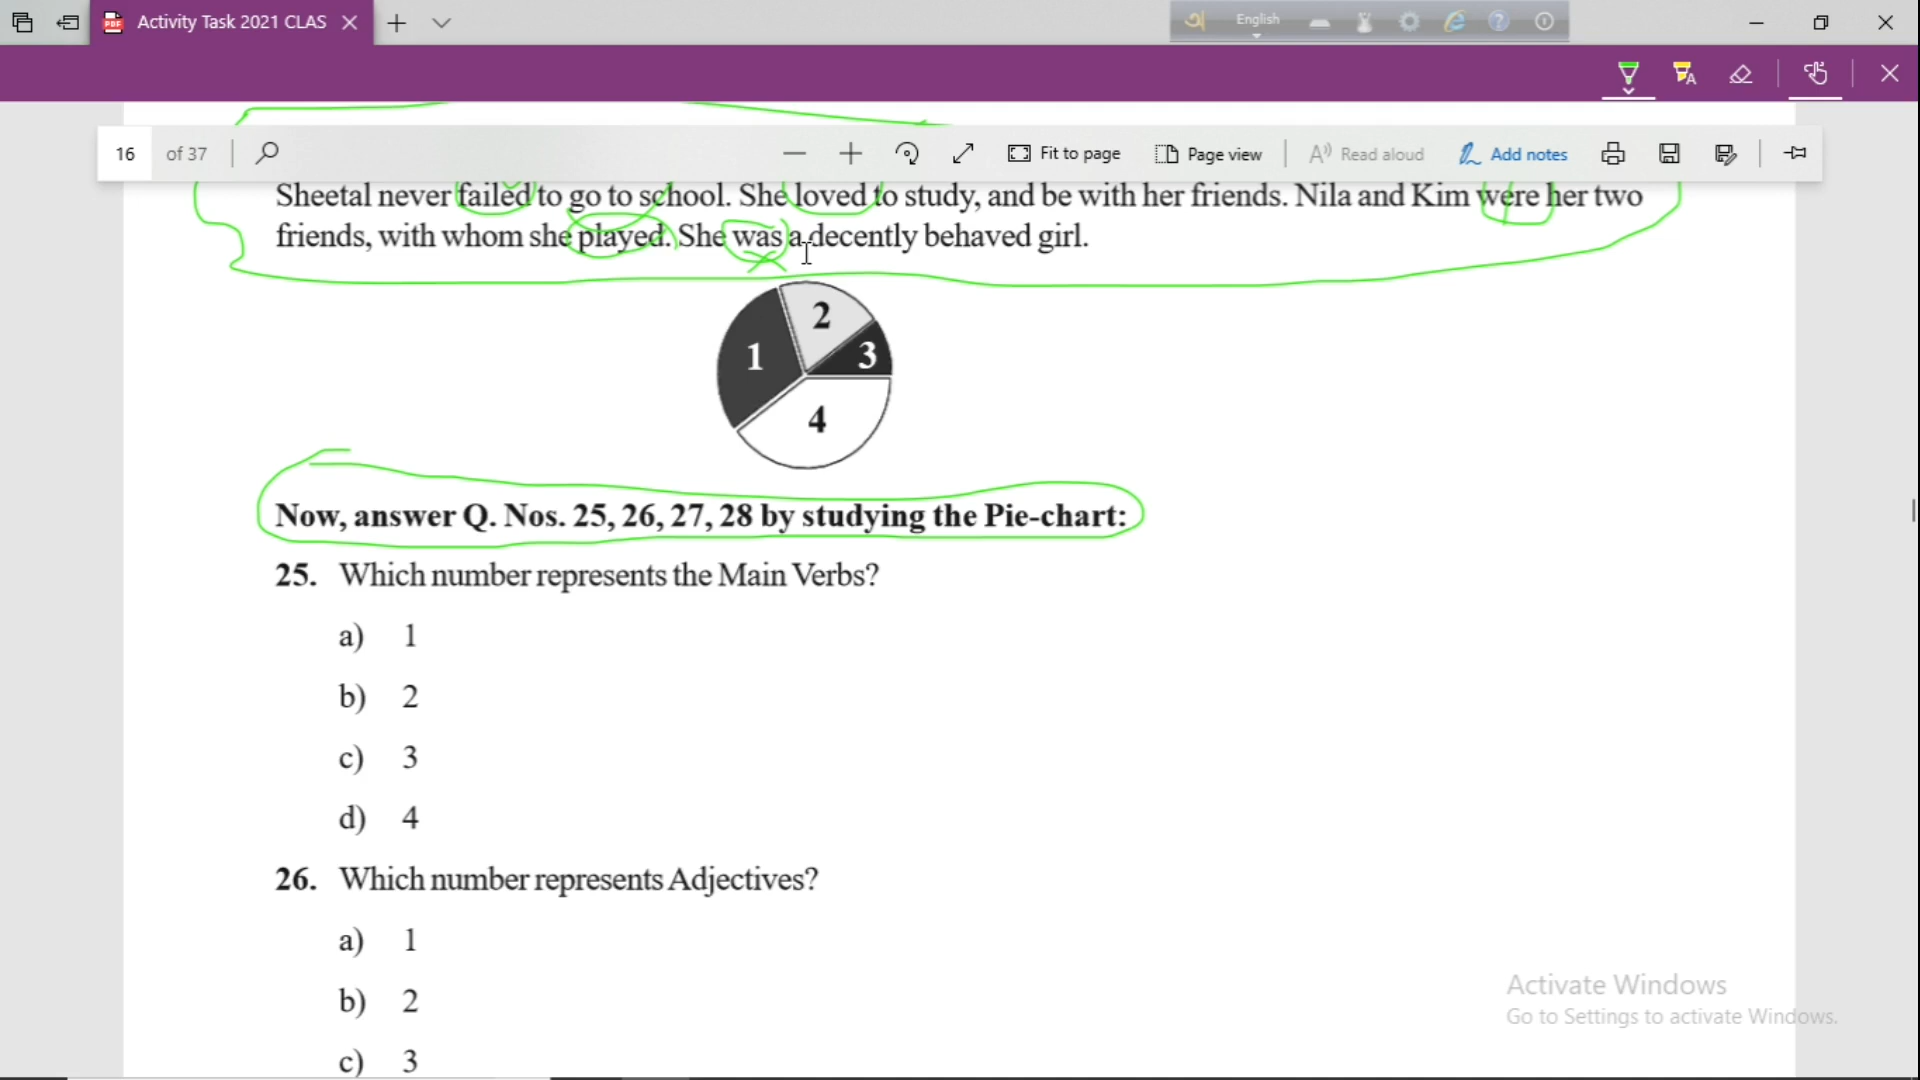 Activity Task 2021 CLAS
English
16 of 37
Fit to page
Page view
Read aloud
Add notes
Sheetal never failed to go to school. She loved to study, and be with her friends. Nila and Kim were her two
friends, with whom she played. She was a decently behaved girl.
2
1
3
4
Now, answer Q. Nos. 25, 26, 27, 28 by studying the Pie-chart:
25. Which number represents the Main Verbs?
a) 1
b) 2
c) 3
d) 4
26. Which number represents Adjectives?
a) 1
b) 2
c) 3
Activate Windows
Go to Settings to activate Windows.